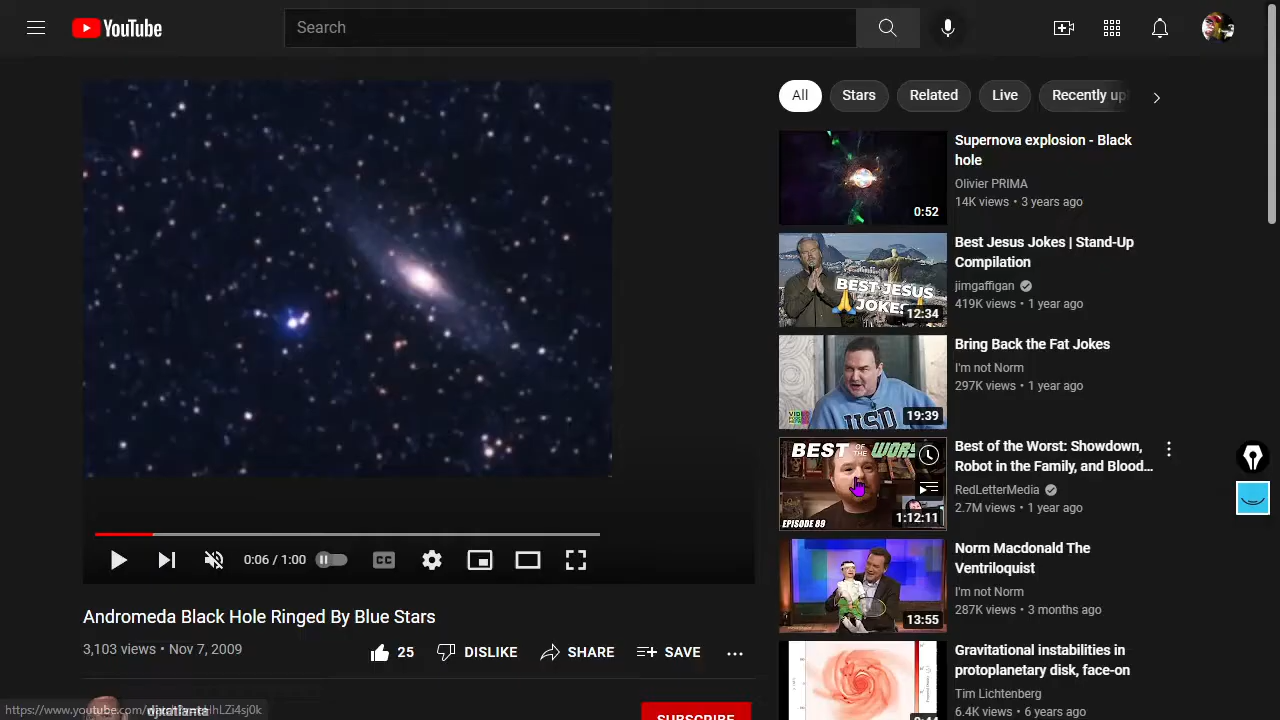 YouTube
Search
All
Stars
Related
Live
Recently up
Supernova explosion - Black
hole
Olivier PRIMA
14K views • 3 years ago
0:52
Best Jesus Jokes | Stand-Up
Compilation
jimgaffigan
419K views • 1 year ago
BEST JESUS
JOKES
12:34
Bring Back the Fat Jokes
I'm not Norm
297K views • 1 year ago
USD
19:39
BEST OF THE WORST
Best of the Worst: Showdown,
Robot in the Family, and Blood...
RedLetterMedia
2.7M views • 1 year ago
EPISODE 89
1:12:11
Norm Macdonald The
Ventriloquist
I'm not Norm
287K views • 3 months ago
13:55
Gravitational instabilities in
protoplanetary disk, face-on
Tim Lichtenberg
6.4K views • 6 years ago
0:06 / 1:00
CC
Andromeda Black Hole Ringed By Blue Stars
3,103 views • Nov 7, 2009
25
DISLIKE
SHARE
SAVE
djxatlanta
SUBSCRIBE